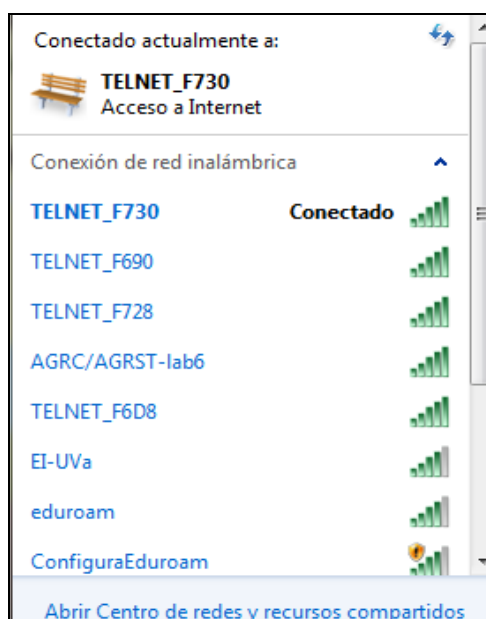 Conectado actualmente a:
TELNET_F730
Acceso a Internet
Conexión de red inalámbrica
TELNET_F730 Conectado
TELNET_F690
TELNET_F728
AGRC/AGRST-lab6
TELNET_F6D8
EI-UVa
eduroam
ConfiguraEduroam
Abrir Centro de redes y recursos compartidos